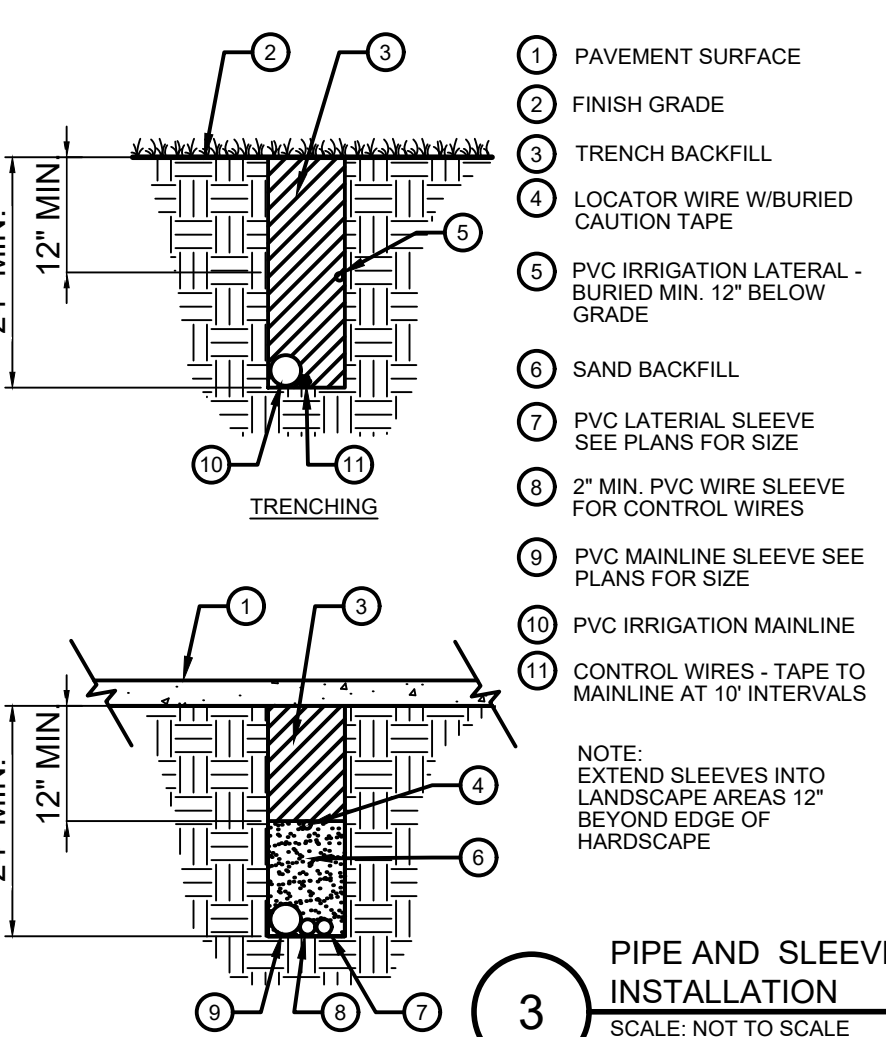 2
3
12" MIN
5
10
11
TRENCHING
1
3
12" MIN
4
6
9
8
7
1 PAVEMENT SURFACE
2 FINISH GRADE
3 TRENCH BACKFILL
4 LOCATOR WIRE W/BURIED
CAUTION TAPE
5 PVC IRRIGATION LATERAL -
BURIED MIN. 12" BELOW
GRADE
6 SAND BACKFILL
7 PVC LATERIAL SLEEVE
SEE PLANS FOR SIZE
8 2" MIN. PVC WIRE SLEEVE
FOR CONTROL WIRES
9 PVC MAINLINE SLEEVE SEE
PLANS FOR SIZE
10 PVC IRRIGATION MAINLINE
11 CONTROL WIRES - TAPE TO
MAINLINE AT 10' INTERVALS
NOTE:
EXTEND SLEEVES INTO
LANDSCAPE AREAS 12"
BEYOND EDGE OF
HARDSCAPE
3
PIPE AND SLEEVE
INSTALLATION
SCALE: NOT TO SCALE